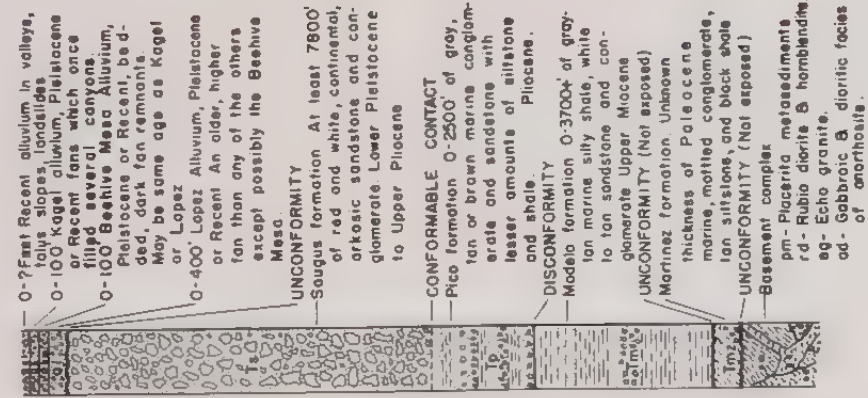 0-?Feet Recent alluvium in valleys,
talus slopes, landslides
0-100' Kagel alluvium, Pleistocene
or Recent fans which once
filled several canyons.
0-100' Beehive Mesa Alluvium,
Pleistocene or Recent, bed-
ded, dark fan remnants.
May be same age as Kagel
or Lopez
0-400' Lopez Alluvium, Pleistocene
or Recent An older, higher
fan than any of the others
except possibly the Beehive
Mesa.
UNCONFORMITY
Saugus formation At least 7800'
of red and white, continental,
arkosic sandstone and con-
glomerate. Lower Pleistocene
to Upper Pliocene
CONFORMABLE CONTACT
Pico formation 0-2500' of gray,
tan or brown marine conglom-
erate and sandstone with
lesser amounts of siltstone
and shale. Pliocene.
DISCONFORMITY
Modelo formation 0-3700+' of gray-
tan marine silty shale, white
to tan sandstone and con-
glomerate Upper Miocene
UNCONFORMITY (Not exposed)
Martinez formation. Unknown
thickness of Paleocene
marine, mottled conglomerate,
tan siltstone, and black shale
UNCONFORMITY (Not exposed)
Basement complex
pm - Placerita metasediments
rd - Rubio diorite & hornblendite
eg - Echo granite.
ad - Gabbroic & dioritic facies
of anorthosite.
Ts
Tp
Tm
Tmz